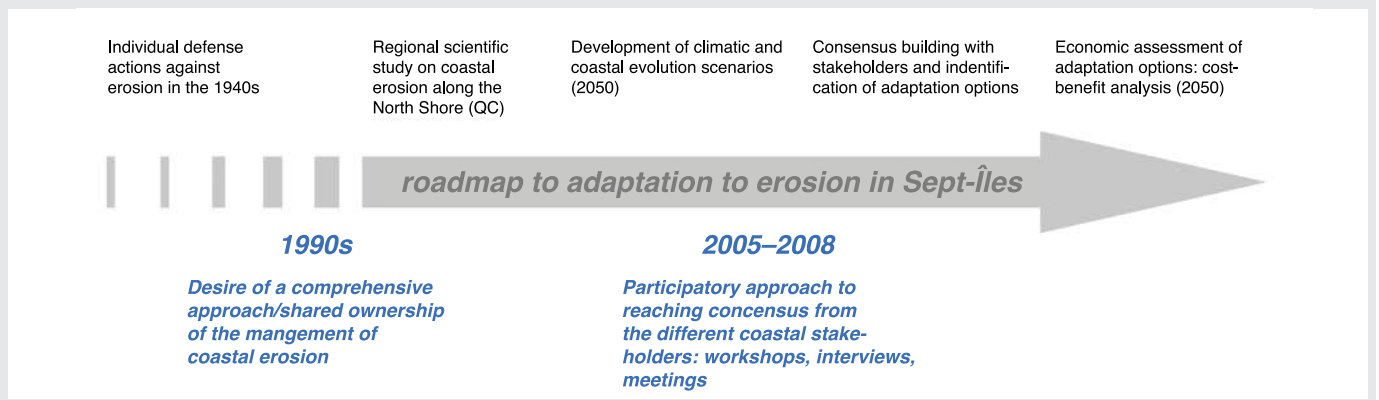 Individual defense
actions against
erosion in the 1940s
Regional scientific
study on coastal
erosion along the
North Shore (QC)
Development of climatic and
coastal evolution scenarios
(2050)
Consensus building with
stakeholders and indentifi-
cation of adaptation options
Economic assessment of
adaptation options: cost-
benefit analysis (2050)
roadmap to adaptation to erosion in Sept-Îles
1990s
Desire of a comprehensive
approach/shared ownership
of the mangement of
coastal erosion
2005–2008
Participatory approach to
reaching concensus from
the different coastal stake-
holders: workshops, interviews,
meetings